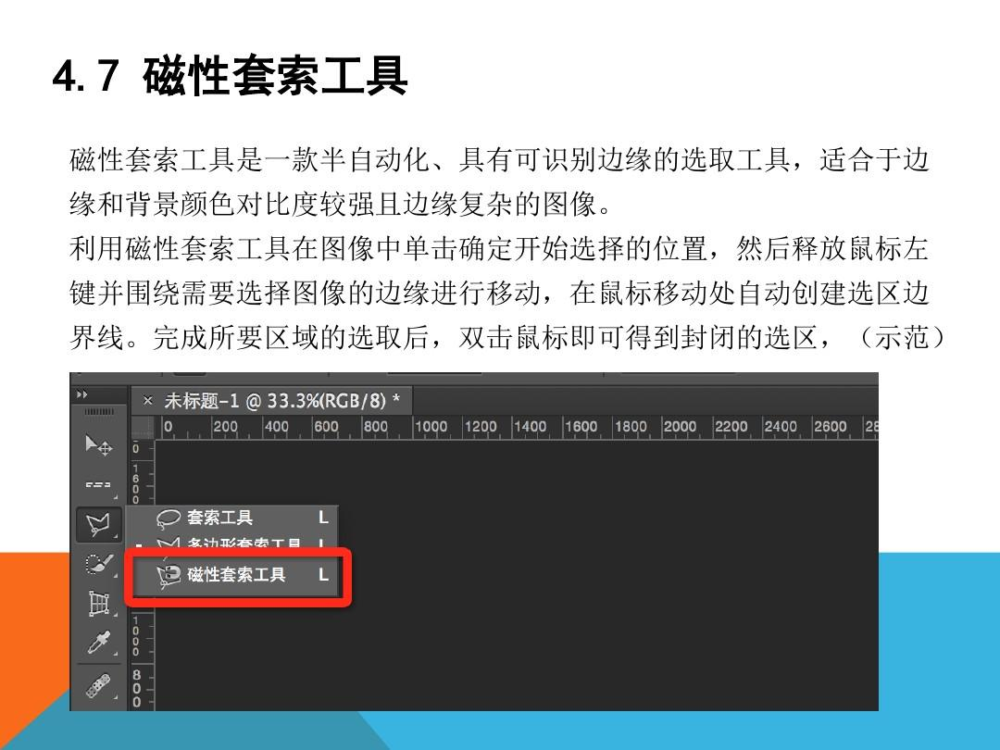 4.7 磁性套索工具
磁性套索工具是一款半自动化、具有可识别边缘的选取工具，适合于边
缘和背景颜色对比度较强且边缘复杂的图像。
利用磁性套索工具在图像中单击确定开始选择的位置，然后释放鼠标左
键并围绕需要选择图像的边缘进行移动，在鼠标移动处自动创建选区边
界线。完成所要区域的选取后，双击鼠标即可得到封闭的选区，（示范）
× 未标题-1 @ 33.3%(RGB/8) *
0 200 400 600 800 1000 1200 1400 1600 1800 2000 2200 2400 2600 28
0
1600
套索工具 L
多边形套索工具 L
磁性套索工具 L
1000
800